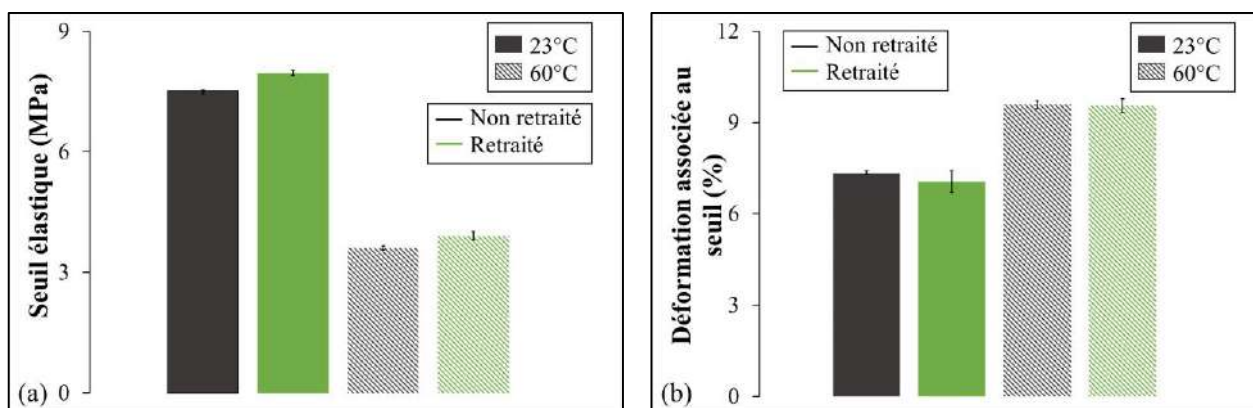 9
6
3
0
Seuil élastique (MPa)
23°C
60°C
Non retraité
Retraité
(a)
12
9
6
3
0
Déformation associée au
seuil (%)
Non retraité
Retraité
23°C
60°C
(b)